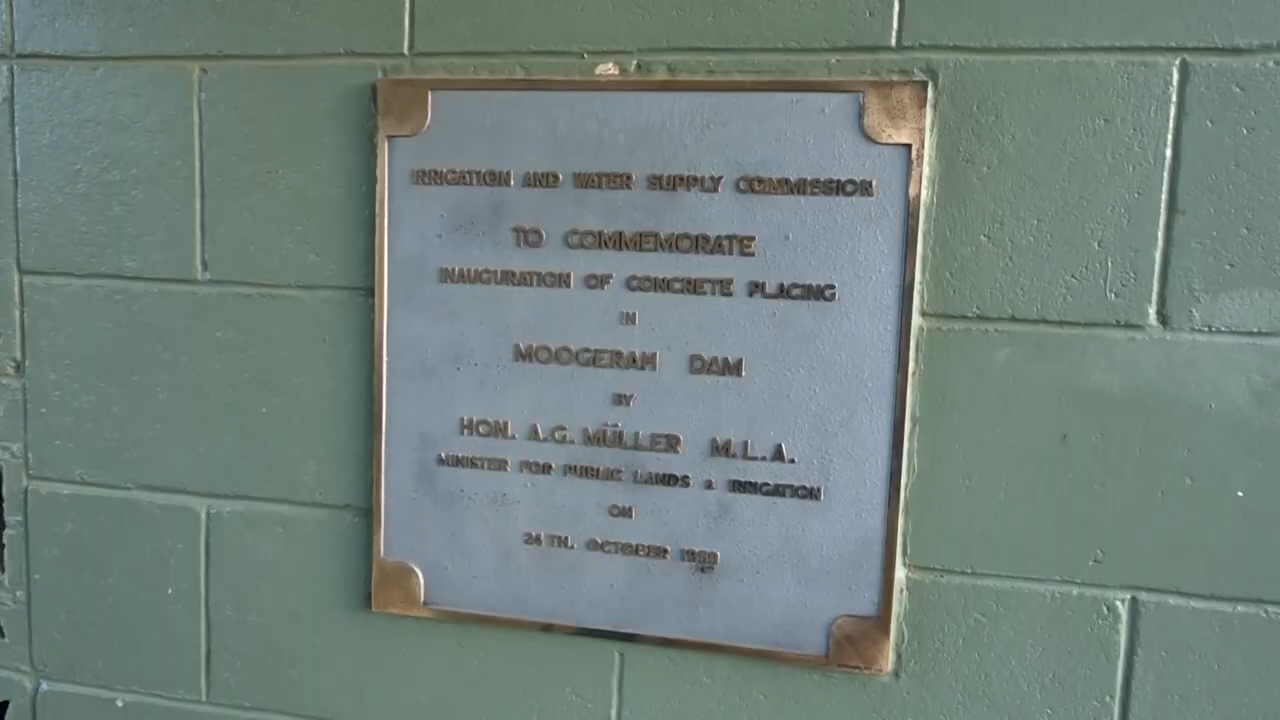 IRRIGATION AND WATER SUPPLY COMMISSION
TO COMMEMORATE
INAUGURATION OF CONCRETE PLACING
IN
MOOGERAH DAM
BY
HON. A.G. MÜLLER M.L.A.
MINISTER FOR PUBLIC LANDS & IRRIGATION
ON
24TH. OCTOBER